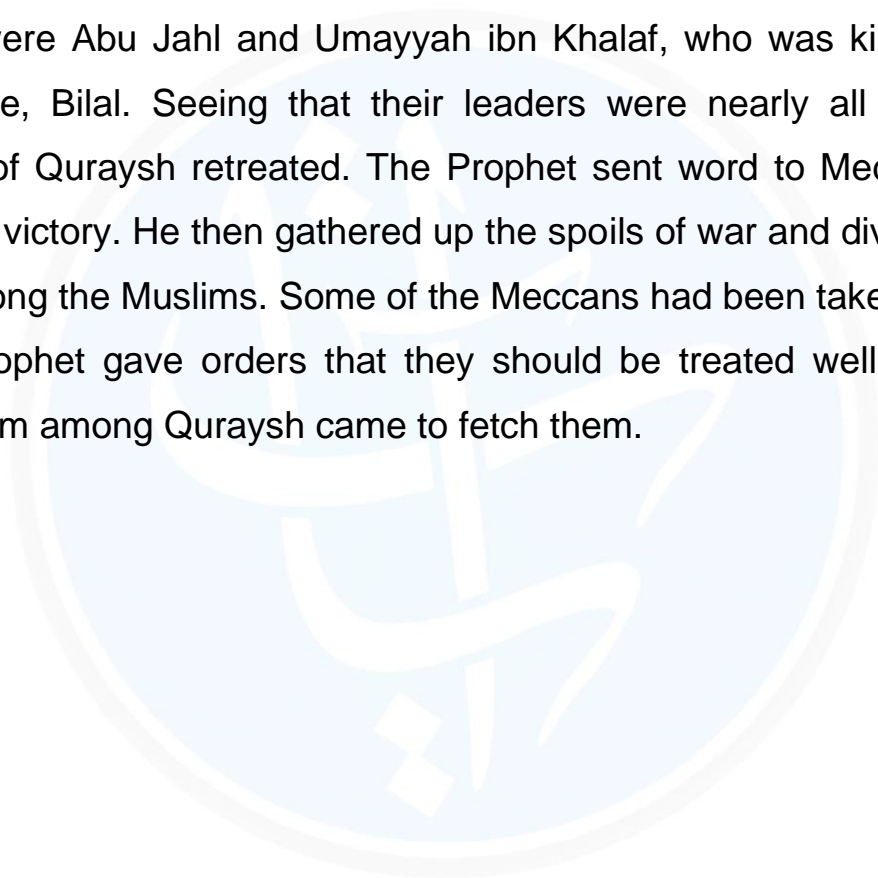 were Abu Jahl and Umayyah ibn Khalaf, who was ki
e, Bilal. Seeing that their leaders were nearly all
of Quraysh retreated. The Prophet sent word to Mec
victory. He then gathered up the spoils of war and div
ong the Muslims. Some of the Meccans had been take
ophet gave orders that they should be treated well
m among Quraysh came to fetch them.